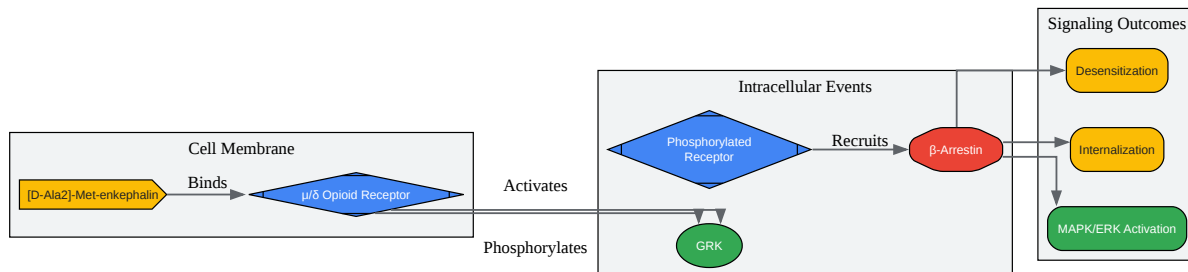 Signaling Outcomes
Desensitization
Intracellular Events
Phosphorylated
Receptor
Recruits
β-Arrestin
Internalization
Cell Membrane
[D-Ala2]-Met-enkephalin
Binds
μ/δ Opioid Receptor
Activates
Phosphorylates
GRK
MAPK/ERK Activation